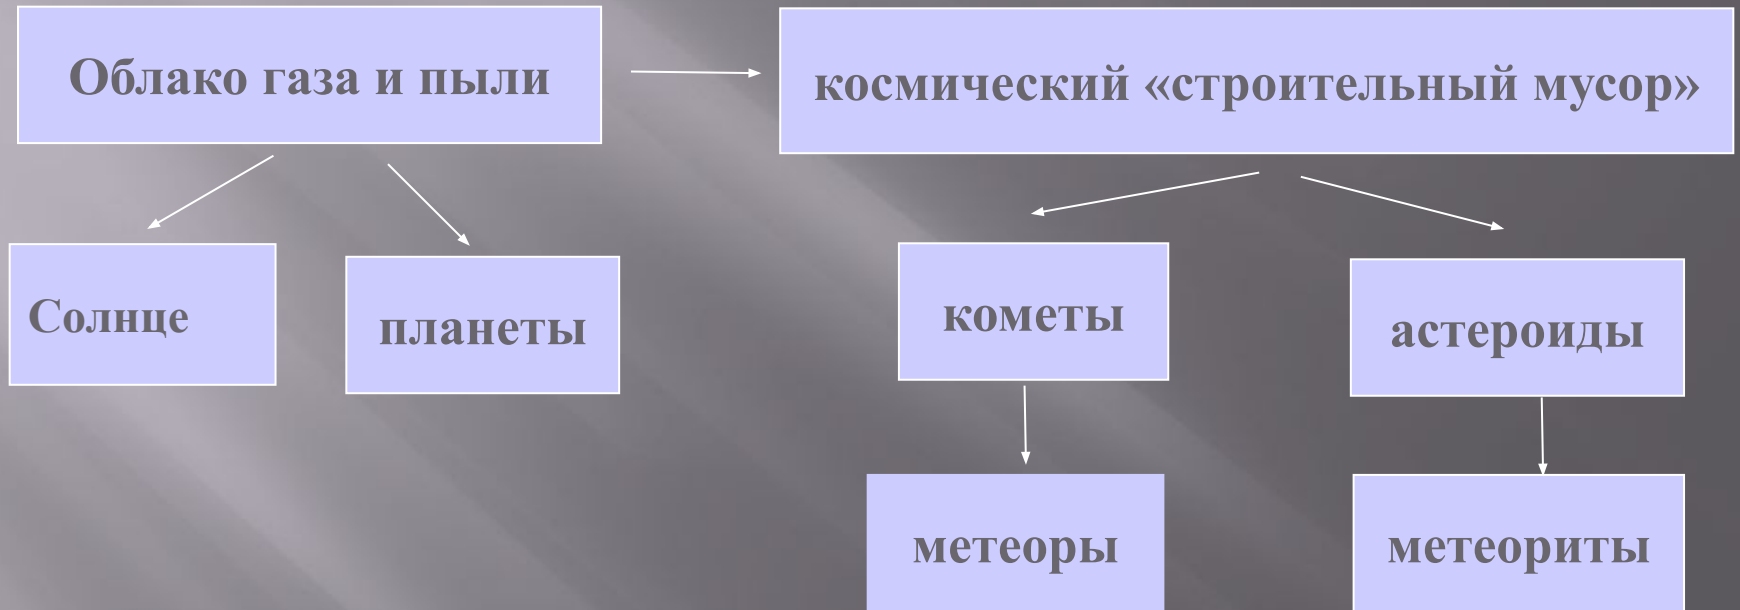 Облако газа и пыли
космический «строительный мусор»
Солнце
планеты
кометы
астероиды
метеоры
метеориты